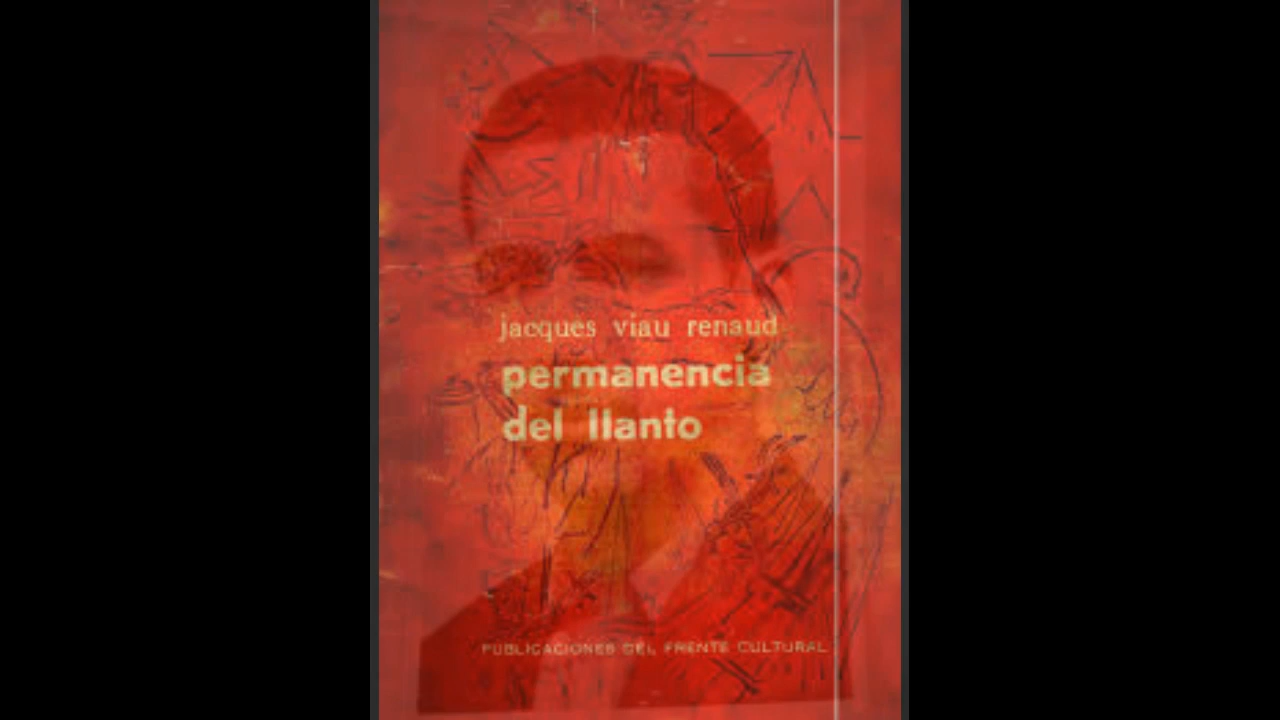 jacques viau renaud
permanencia
del llanto
PUBLICACIONES DEL FRENTE CULTURAL